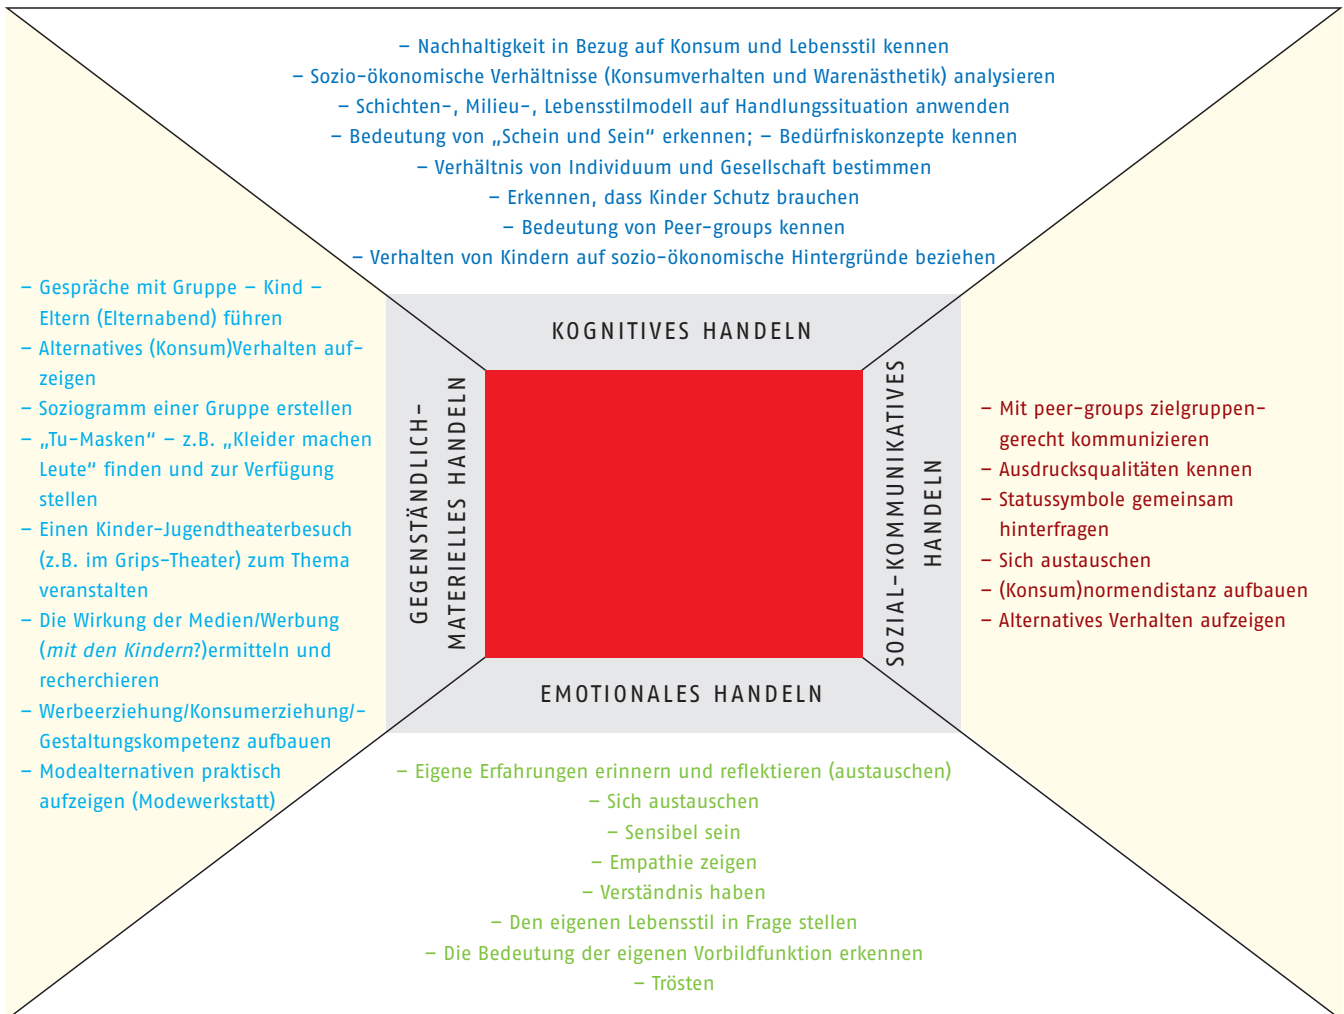 – Nachhaltigkeit in Bezug auf Konsum und Lebensstil kennen
– Sozio-ökonomische Verhältnisse (Konsumverhalten und Warenästhetik) analysieren
– Schichten-, Milieu-, Lebensstilmodell auf Handlungssituation anwenden
– Bedeutung von „Schein und Sein“ erkennen; – Bedürfniskonzepte kennen
– Verhältnis von Individuum und Gesellschaft bestimmen
– Erkennen, dass Kinder Schutz brauchen
– Bedeutung von Peer-groups kennen
– Verhalten von Kindern auf sozio-ökonomische Hintergründe beziehen
– Gespräche mit Gruppe – Kind –
Eltern (Elternabend) führen
– Alternatives (Konsum)Verhalten auf-
zeigen
– Soziogramm einer Gruppe erstellen
– „Tu-Masken“ – z.B. „Kleider machen
Leute“ finden und zur Verfügung
stellen
– Einen Kinder-Jugendtheaterbesuch
(z.B. im Grips-Theater) zum Thema
veranstalten
– Die Wirkung der Medien/Werbung
(mit den Kindern?)ermitteln und
recherchieren
– Werbeerziehung/Konsumerziehung/-
Gestaltungskompetenz aufbauen
– Modealternativen praktisch
aufzeigen (Modewerkstatt)
KOGNITIVES HANDELN
GEGENSTÄNDLICH-
MATERIELLES HANDELN
SOZIAL-KOMMUNIKATIVES
HANDELN
EMOTIONALES HANDELN
– Mit peer-groups zielgruppen-
gerecht kommunizieren
– Ausdrucksqualitäten kennen
– Statussymbole gemeinsam
hinterfragen
– Sich austauschen
– (Konsum)normendistanz aufbauen
– Alternatives Verhalten aufzeigen
– Eigene Erfahrungen erinnern und reflektieren (austauschen)
– Sich austauschen
– Sensibel sein
– Empathie zeigen
– Verständnis haben
– Den eigenen Lebensstil in Frage stellen
– Die Bedeutung der eigenen Vorbildfunktion erkennen
– Trösten